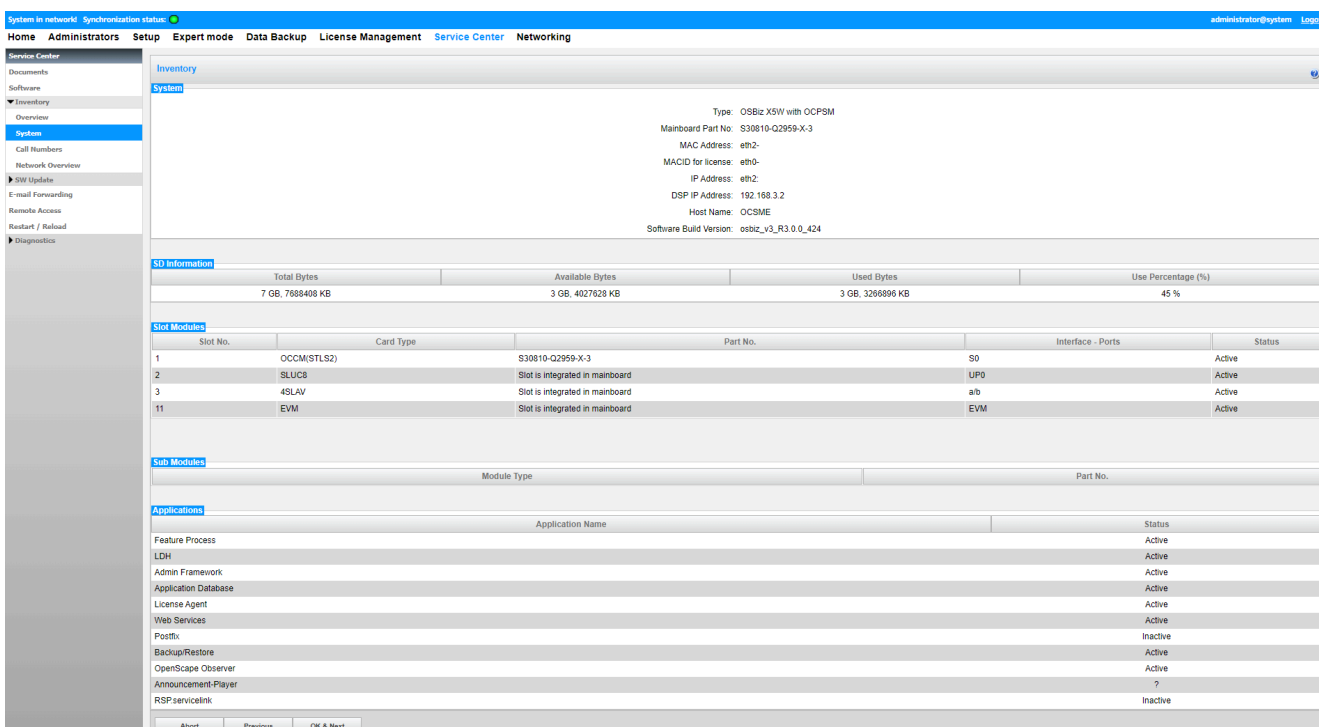 System in network! Synchronization status:
administrator@system Logo
Home Administrators Setup Expert mode Data Backup License Management Service Center Networking
Service Center
Documents
Software
Inventory
Overview
System
Call Numbers
Network Overview
SW Update
E-mail Forwarding
Remote Access
Restart / Reload
Diagnostics
Inventory
System
Type: OSBiz X5W with OCPSM
Mainboard Part No: S30810-Q2959-X-3
MAC Address: eth2-
MACID for license: eth0-
IP Address: eth2:
DSP IP Address: 192.168.3.2
Host Name: OCSME
Software Build Version: osbiz_v3_R3.0.0_424
SD Information
Total Bytes Available Bytes Used Bytes Use Percentage (%)
7 GB, 7688408 KB 3 GB, 4027628 KB 3 GB, 3266896 KB 45 %
Slot Modules
Slot No. Card Type Part No. Interface - Ports Status
1 OCCM(STLS2) S30810-Q2959-X-3 S0 Active
2 SLUC8 Slot is integrated in mainboard UP0 Active
3 4SLAV Slot is integrated in mainboard a/b Active
11 EVM Slot is integrated in mainboard EVM Active
Sub Modules
Module Type Part No.
Applications
Application Name Status
Feature Process Active
LDH Active
Admin Framework Active
Application Database Active
License Agent Active
Web Services Active
Postfix Inactive
Backup/Restore Active
OpenScape Observer Active
Announcement-Player ?
RSP.servicelink Inactive
Abort Previous OK & Next